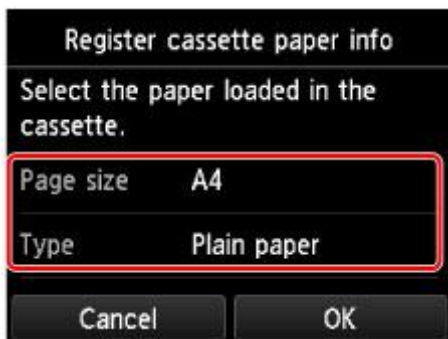 Register cassette paper info
Select the paper loaded in the
cassette.
Page size A4
Type Plain paper
Cancel OK